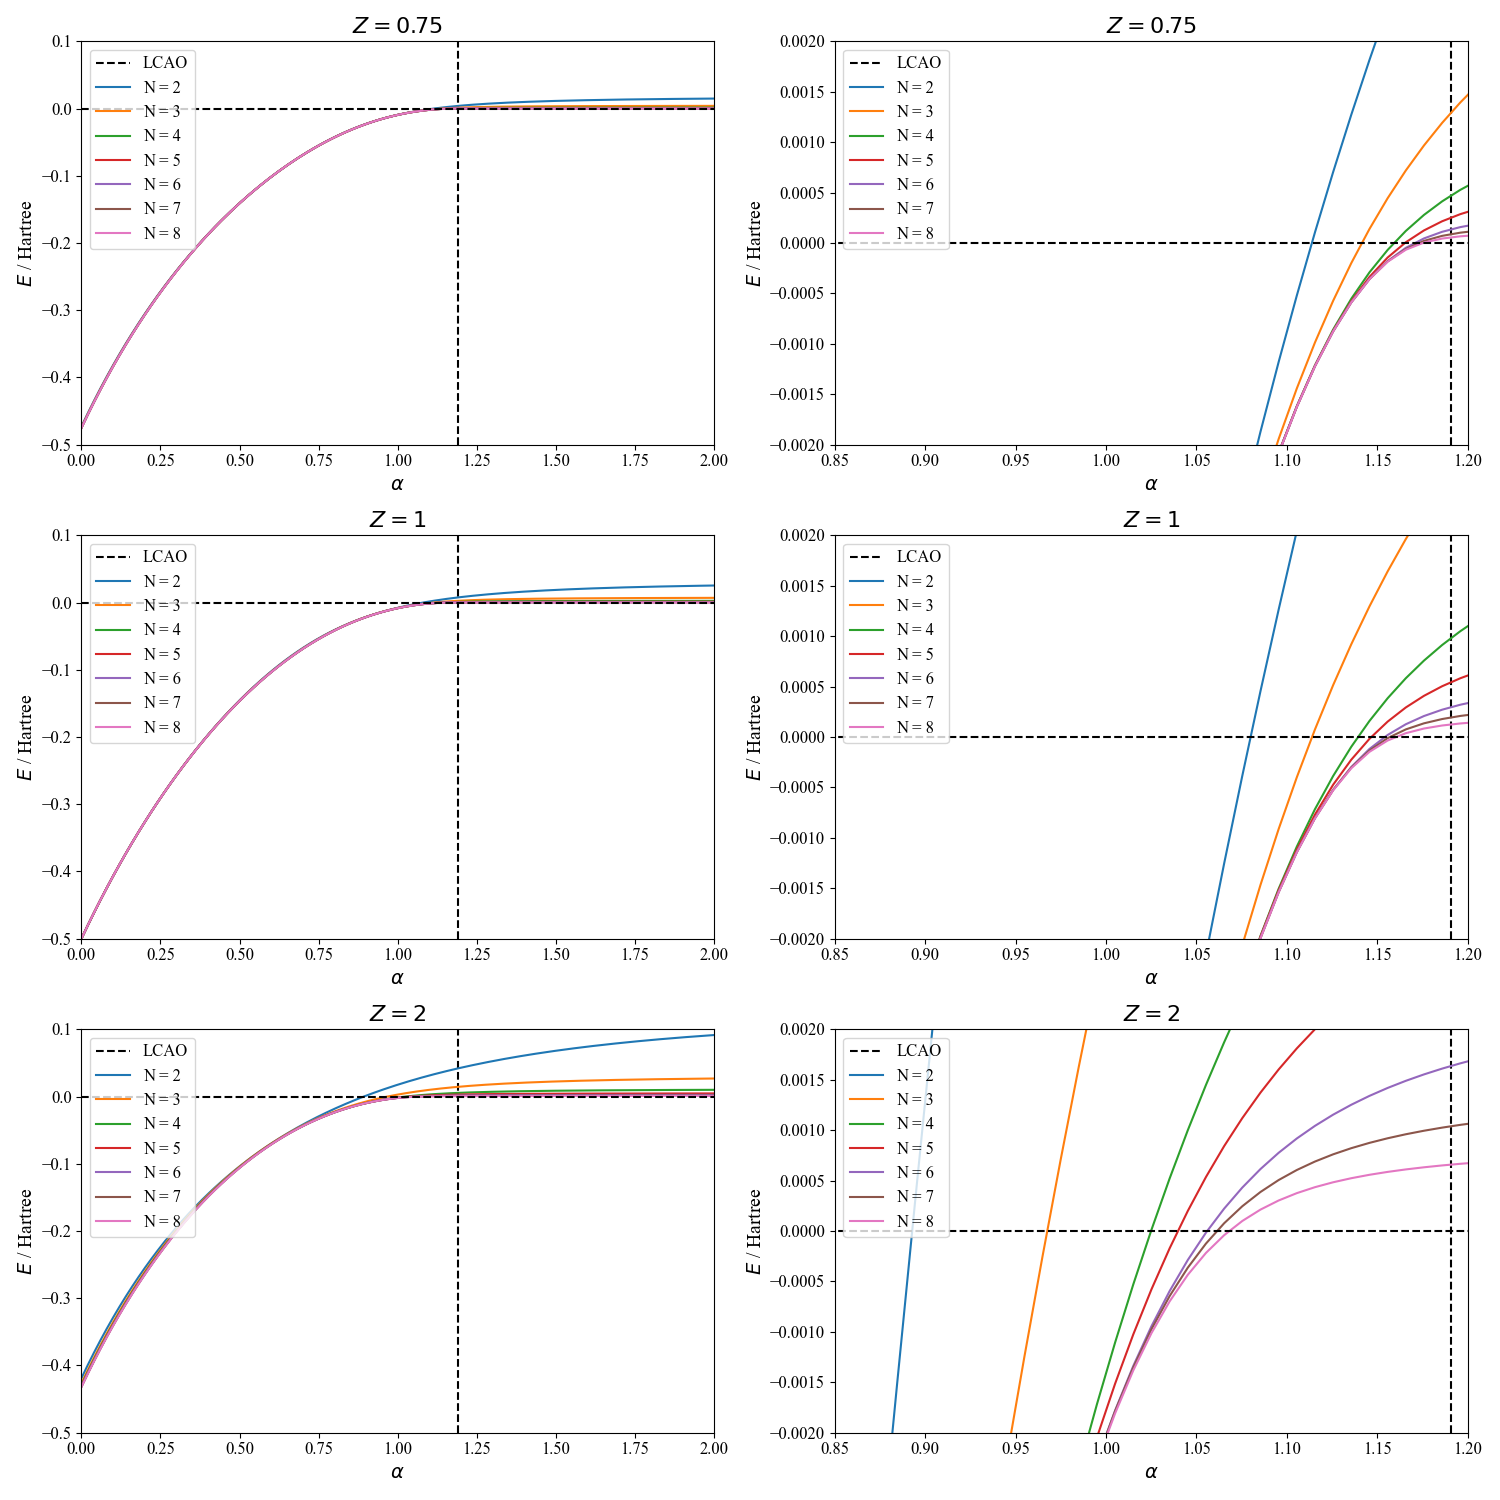 Z = 0.75
0.1
0.0
−0.1
−0.2
−0.3
−0.4
−0.5
E / Hartree
LCAO
N = 2
N = 3
N = 4
N = 5
N = 6
N = 7
N = 8
0.00 0.25 0.50 0.75 1.00 1.25 1.50 1.75 2.00
α
Z = 0.75
0.0020
0.0015
0.0010
0.0005
0.0000
−0.0005
−0.0010
−0.0015
−0.0020
E / Hartree
LCAO
N = 2
N = 3
N = 4
N = 5
N = 6
N = 7
N = 8
0.85 0.90 0.95 1.00 1.05 1.10 1.15 1.20
α
Z = 1
0.1
0.0
−0.1
−0.2
−0.3
−0.4
−0.5
E / Hartree
LCAO
N = 2
N = 3
N = 4
N = 5
N = 6
N = 7
N = 8
0.00 0.25 0.50 0.75 1.00 1.25 1.50 1.75 2.00
α
Z = 1
0.0020
0.0015
0.0010
0.0005
0.0000
−0.0005
−0.0010
−0.0015
−0.0020
E / Hartree
LCAO
N = 2
N = 3
N = 4
N = 5
N = 6
N = 7
N = 8
0.85 0.90 0.95 1.00 1.05 1.10 1.15 1.20
α
Z = 2
0.1
0.0
−0.1
−0.2
−0.3
−0.4
−0.5
E / Hartree
LCAO
N = 2
N = 3
N = 4
N = 5
N = 6
N = 7
N = 8
0.00 0.25 0.50 0.75 1.00 1.25 1.50 1.75 2.00
α
Z = 2
0.0020
0.0015
0.0010
0.0005
0.0000
−0.0005
−0.0010
−0.0015
−0.0020
E / Hartree
LCAO
N = 2
N = 3
N = 4
N = 5
N = 6
N = 7
N = 8
0.85 0.90 0.95 1.00 1.05 1.10 1.15 1.20
α